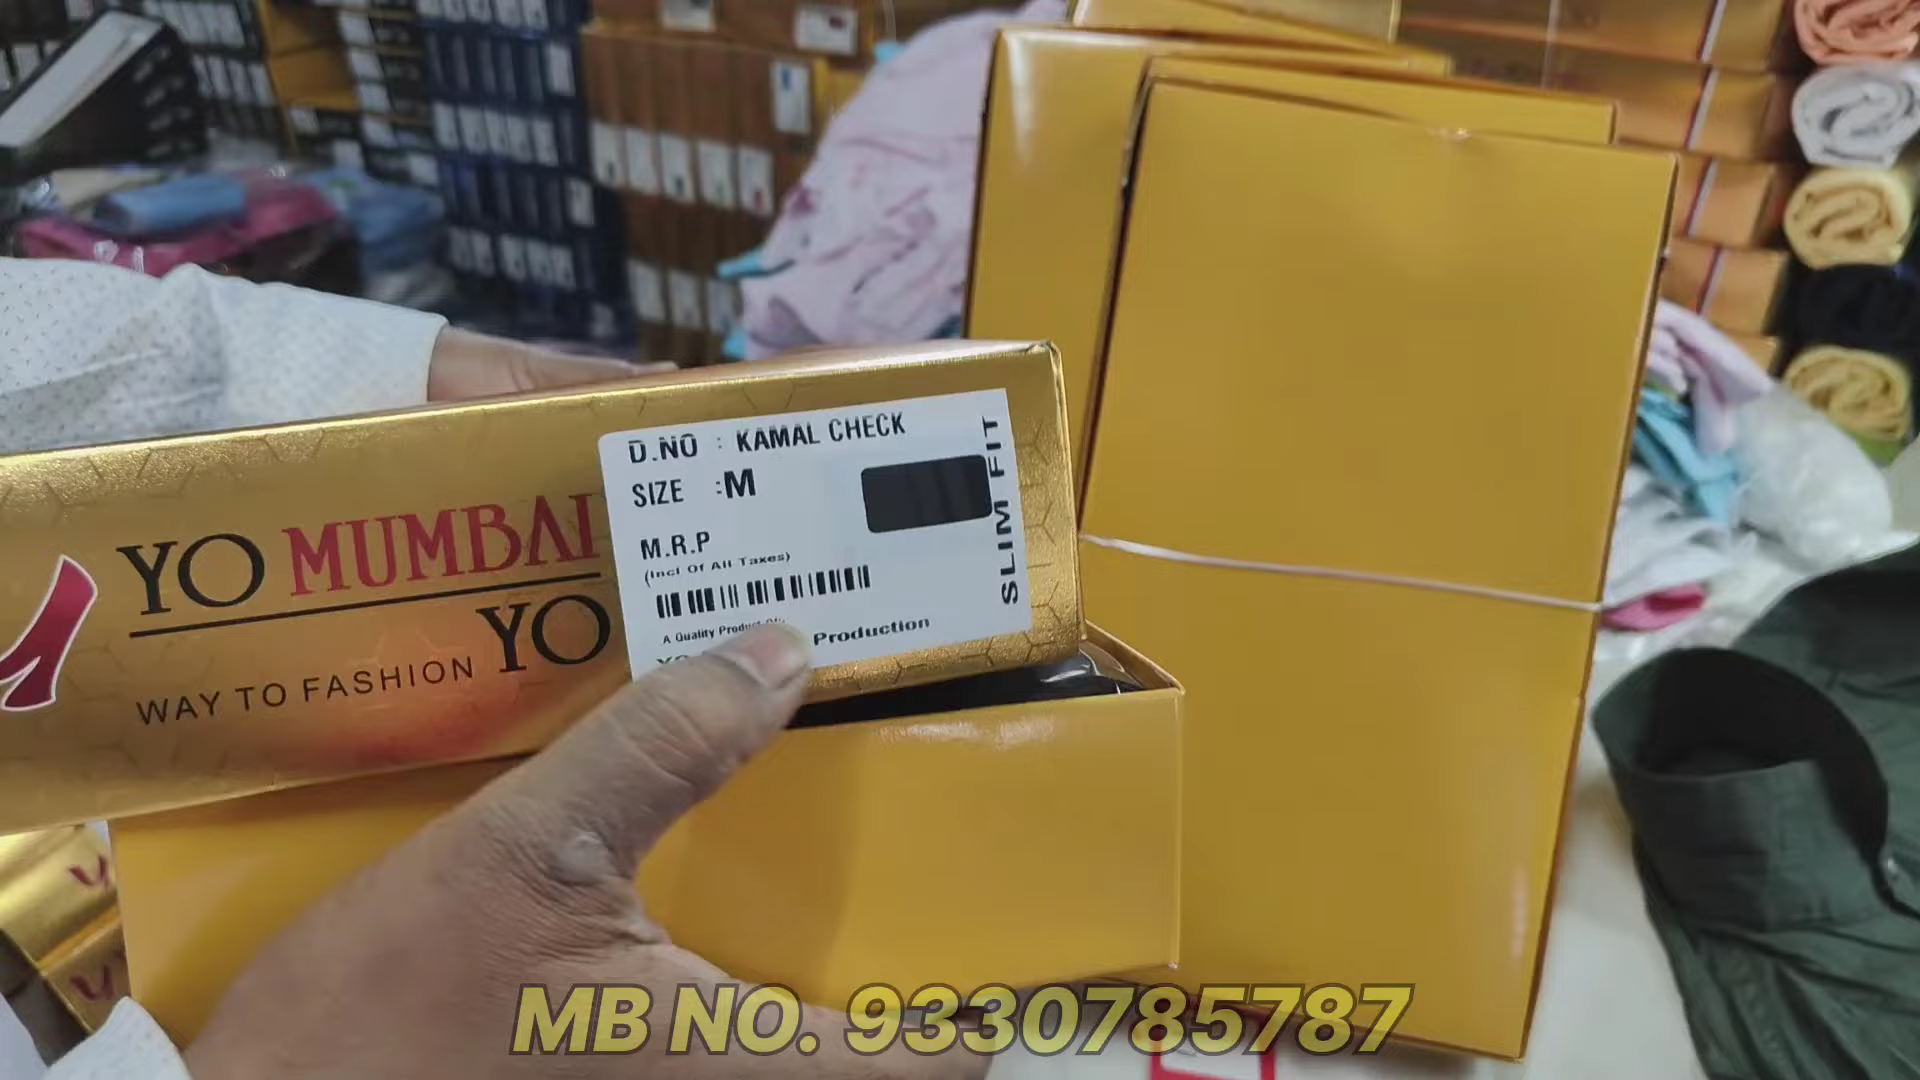 YO MUMBAI
WAY TO FASHION YO
D.NO : KAMAL CHECK
SIZE :M
M.R.P
(Incl Of All Taxes)
A Quality Product Of:
Production
SLIM FIT
MB NO. 9330785787